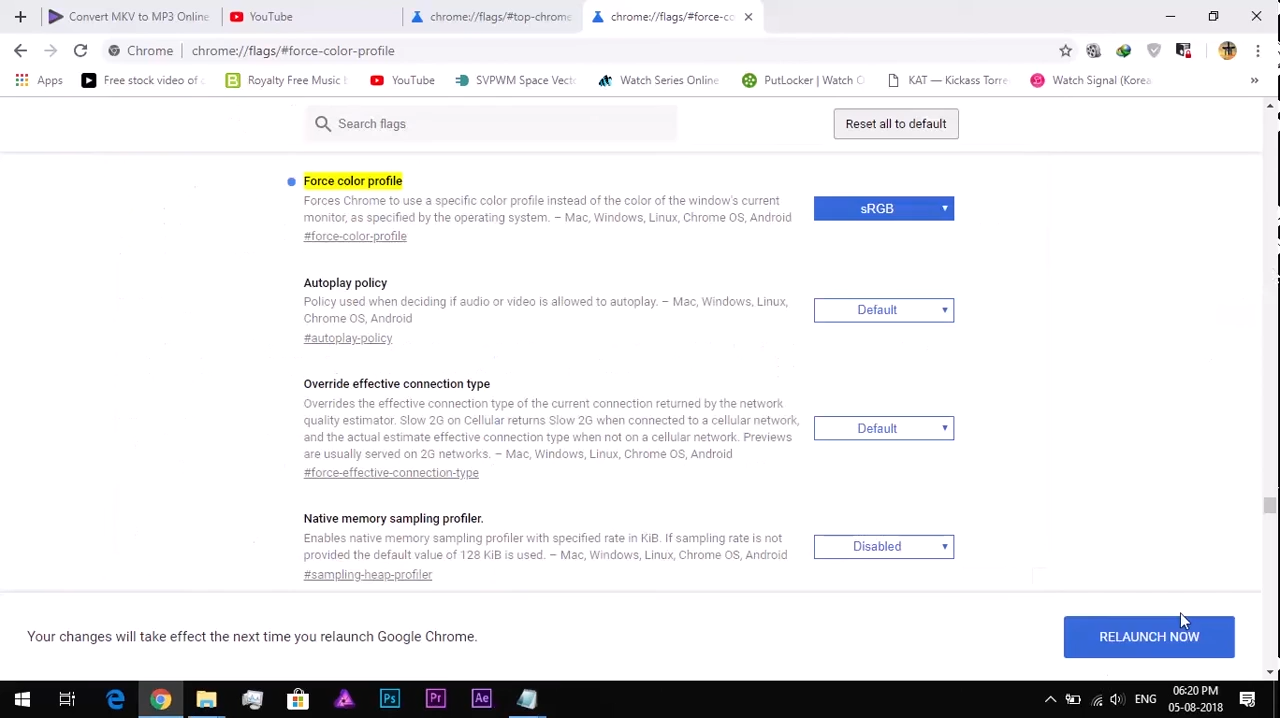 Convert MKV to MP3 Online
YouTube
chrome://flags/#top-chrome
chrome://flags/#force-co
Chrome
chrome://flags/#force-color-profile
Apps
Free stock video of
Royalty Free Music b
YouTube
SVPWM Space Vect
Watch Series Online
PutLocker | Watch O
KAT — Kickass Torre
Watch Signal (Korea
»
Search flags
Reset all to default
Force color profile
Forces Chrome to use a specific color profile instead of the color of the window's current
monitor, as specified by the operating system. – Mac, Windows, Linux, Chrome OS, Android
#force-color-profile
sRGB
Autoplay policy
Policy used when deciding if audio or video is allowed to autoplay. – Mac, Windows, Linux,
Chrome OS, Android
#autoplay-policy
Default
Override effective connection type
Overrides the effective connection type of the current connection returned by the network
quality estimator. Slow 2G on Cellular returns Slow 2G when connected to a cellular network,
and the actual estimate effective connection type when not on a cellular network. Previews
are usually served on 2G networks. – Mac, Windows, Linux, Chrome OS, Android
#force-effective-connection-type
Default
Native memory sampling profiler.
Enables native memory sampling profiler with specified rate in KiB. If sampling rate is not
provided the default value of 128 KiB is used. – Mac, Windows, Linux, Chrome OS, Android
#sampling-heap-profiler
Disabled
Your changes will take effect the next time you relaunch Google Chrome.
RELAUNCH NOW
Ps
Pr
Ae
ENG
06:20 PM
05-08-2018